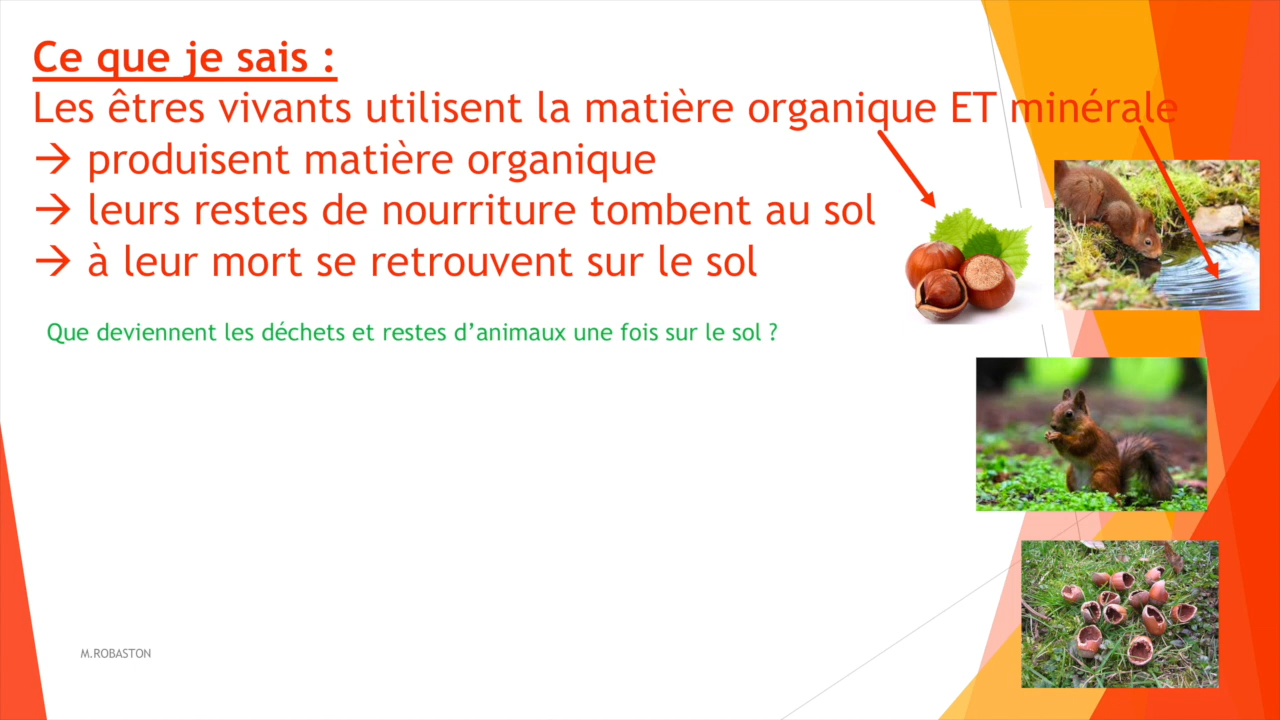 Ce que je sais :
Les êtres vivants utilisent la matière organique ET minérale
→ produisent matière organique
→ leurs restes de nourriture tombent au sol
→ à leur mort se retrouvent sur le sol
Que deviennent les déchets et restes d’animaux une fois sur le sol ?
M.ROBASTON